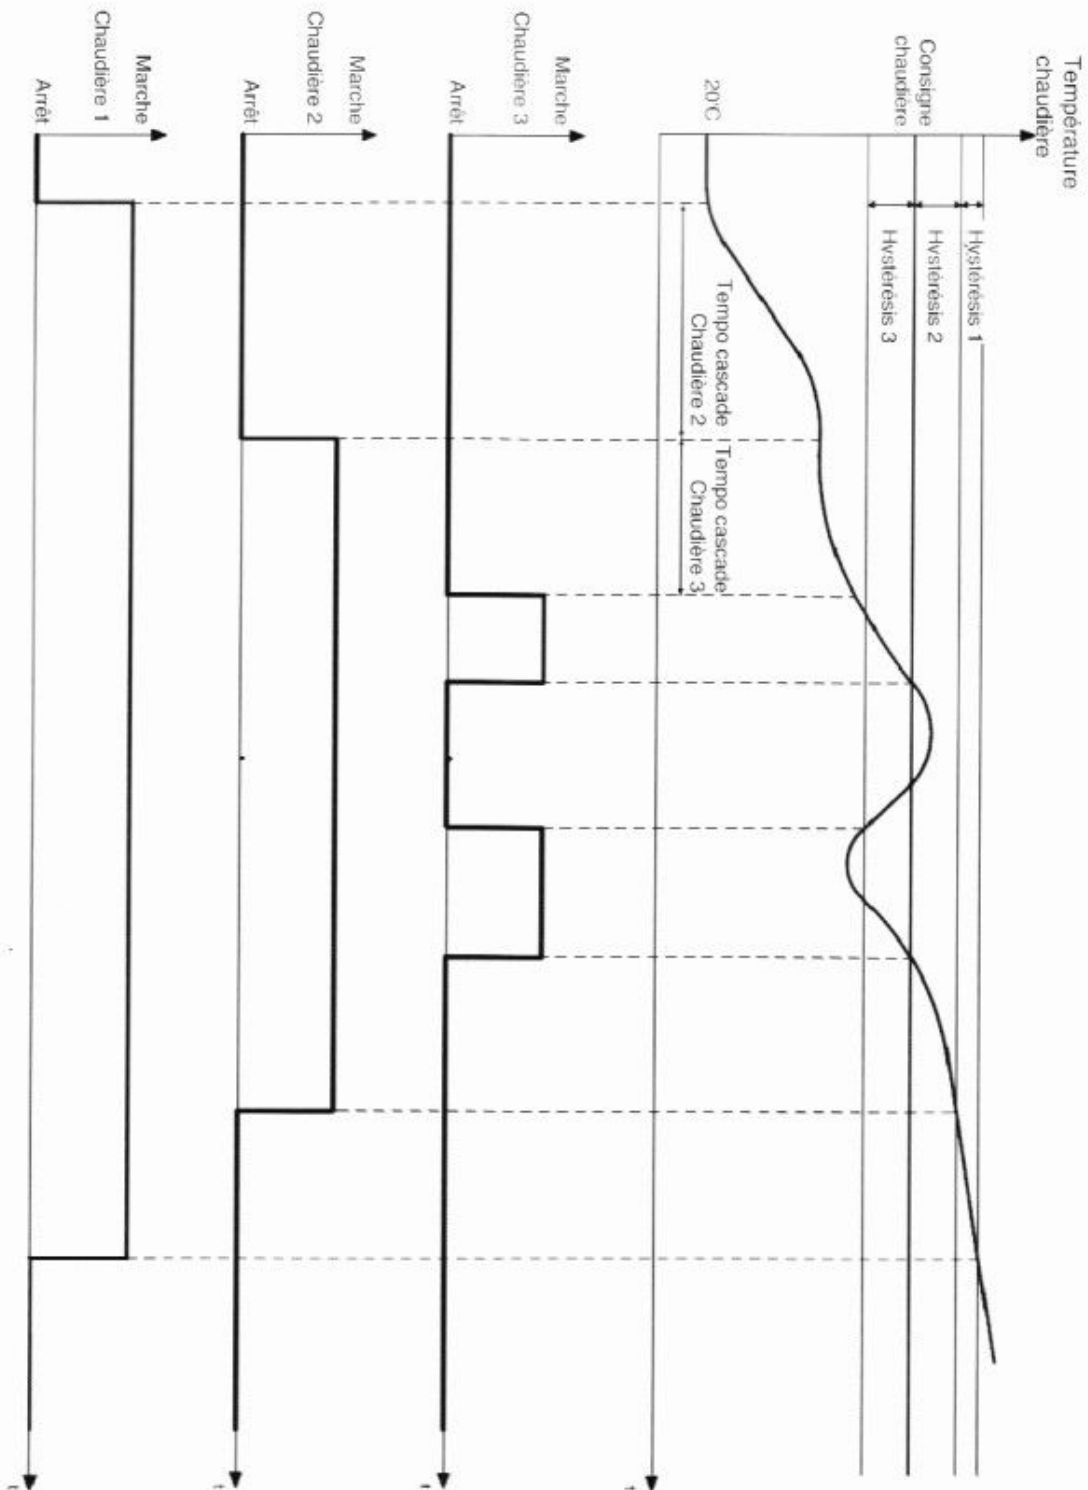 Température
chaudière
Consigne
chaudière
20°C
Hystérésis 1
Hystérésis 2
Hystérésis 3
Tempo cascade
Chaudière 2
Tempo cascade
Chaudière 3
t
Marche
Chaudière 3
Arrêt
t
Marche
Chaudière 2
Arrêt
t
Marche
Chaudière 1
Arrêt